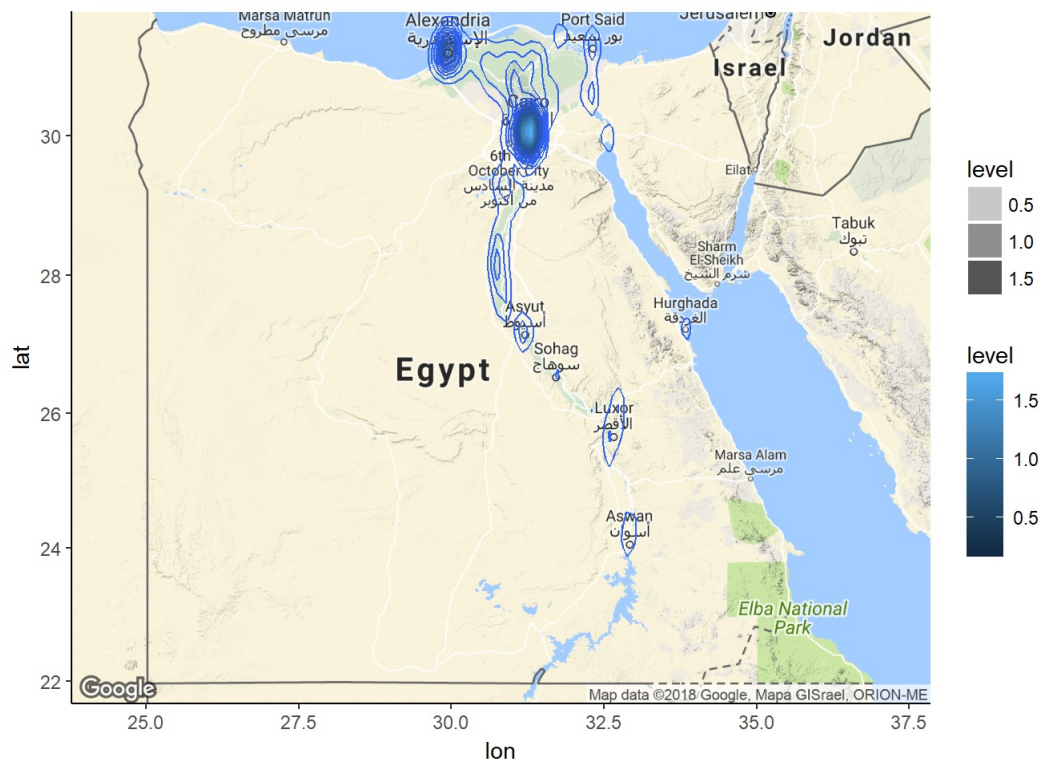 Marsa Matruh
مرسى مطروح
Alexandria
الإسكندرية
Port Said
بور سعيد
Jerusalem
Jordan
Israel
Cairo
6th
October City
مدينة السادس
من أكتوبر
Eilat
Tabuk
تبوك
Sharm
El-Sheikh
شرم الشيخ
Hurghada
الغردقة
Asyut
أسيوط
Sohag
سوهاج
Egypt
Luxor
الأقصر
Marsa Alam
مرسى علم
Aswan
أسوان
Elba National
Park
Google
Map data ©2018 Google, Mapa GISrael, ORION-ME
lat
30
28
26
24
22
25.0
27.5
30.0
32.5
35.0
37.5
lon
level
0.5
1.0
1.5
level
1.5
1.0
0.5